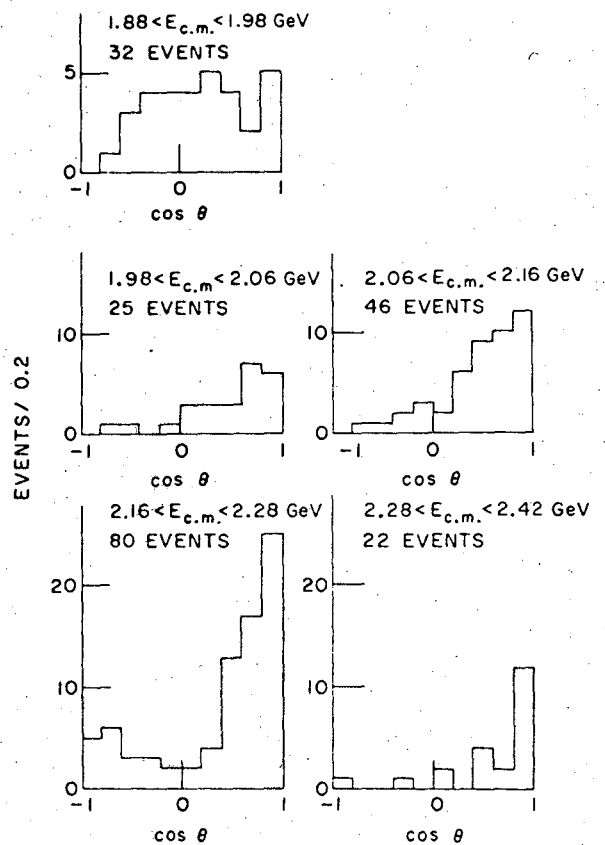 1.88<E_c.m.<1.98 GeV
32 EVENTS
5
0
-1 0 1
cos θ
1.98<E_c.m<2.06 GeV
25 EVENTS
10
0
-1 0 1
cos θ
2.06<E_c.m.<2.16 GeV
46 EVENTS
10
0
-1 0 1
cos θ
EVENTS/ 0.2
2.16<E_c.m.<2.28 GeV
80 EVENTS
20
10
0
-1 0 1
cos θ
2.28<E_c.m.<2.42 GeV
22 EVENTS
20
10
0
-1 0 1
cos θ